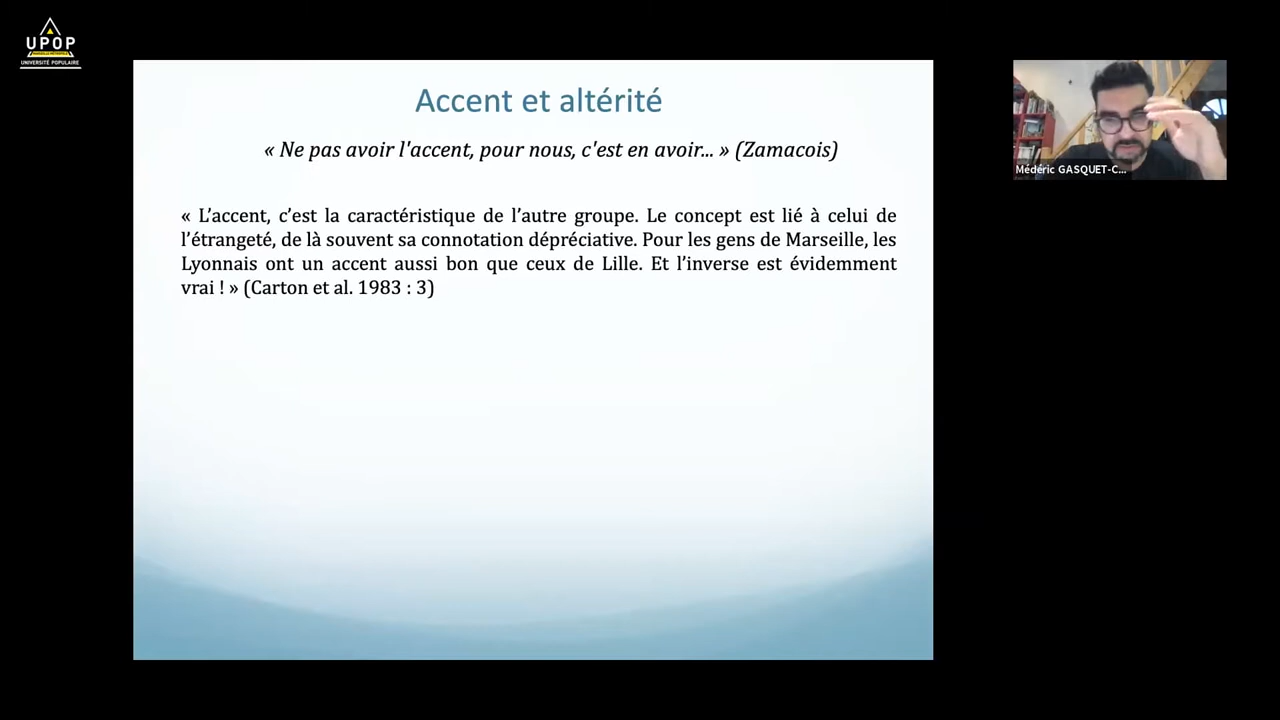 UPOP
UNIVERSITÉ POPULAIRE
Accent et altérité
« Ne pas avoir l'accent, pour nous, c'est en avoir... » (Zamacois)
« L’accent, c’est la caractéristique de l’autre groupe. Le concept est lié à celui de
l’étrangeté, de là souvent sa connotation dépréciative. Pour les gens de Marseille, les
Lyonnais ont un accent aussi bon que ceux de Lille. Et l’inverse est évidemment
vrai ! » (Carton et al. 1983 : 3)
Médéric GASQUET-C...